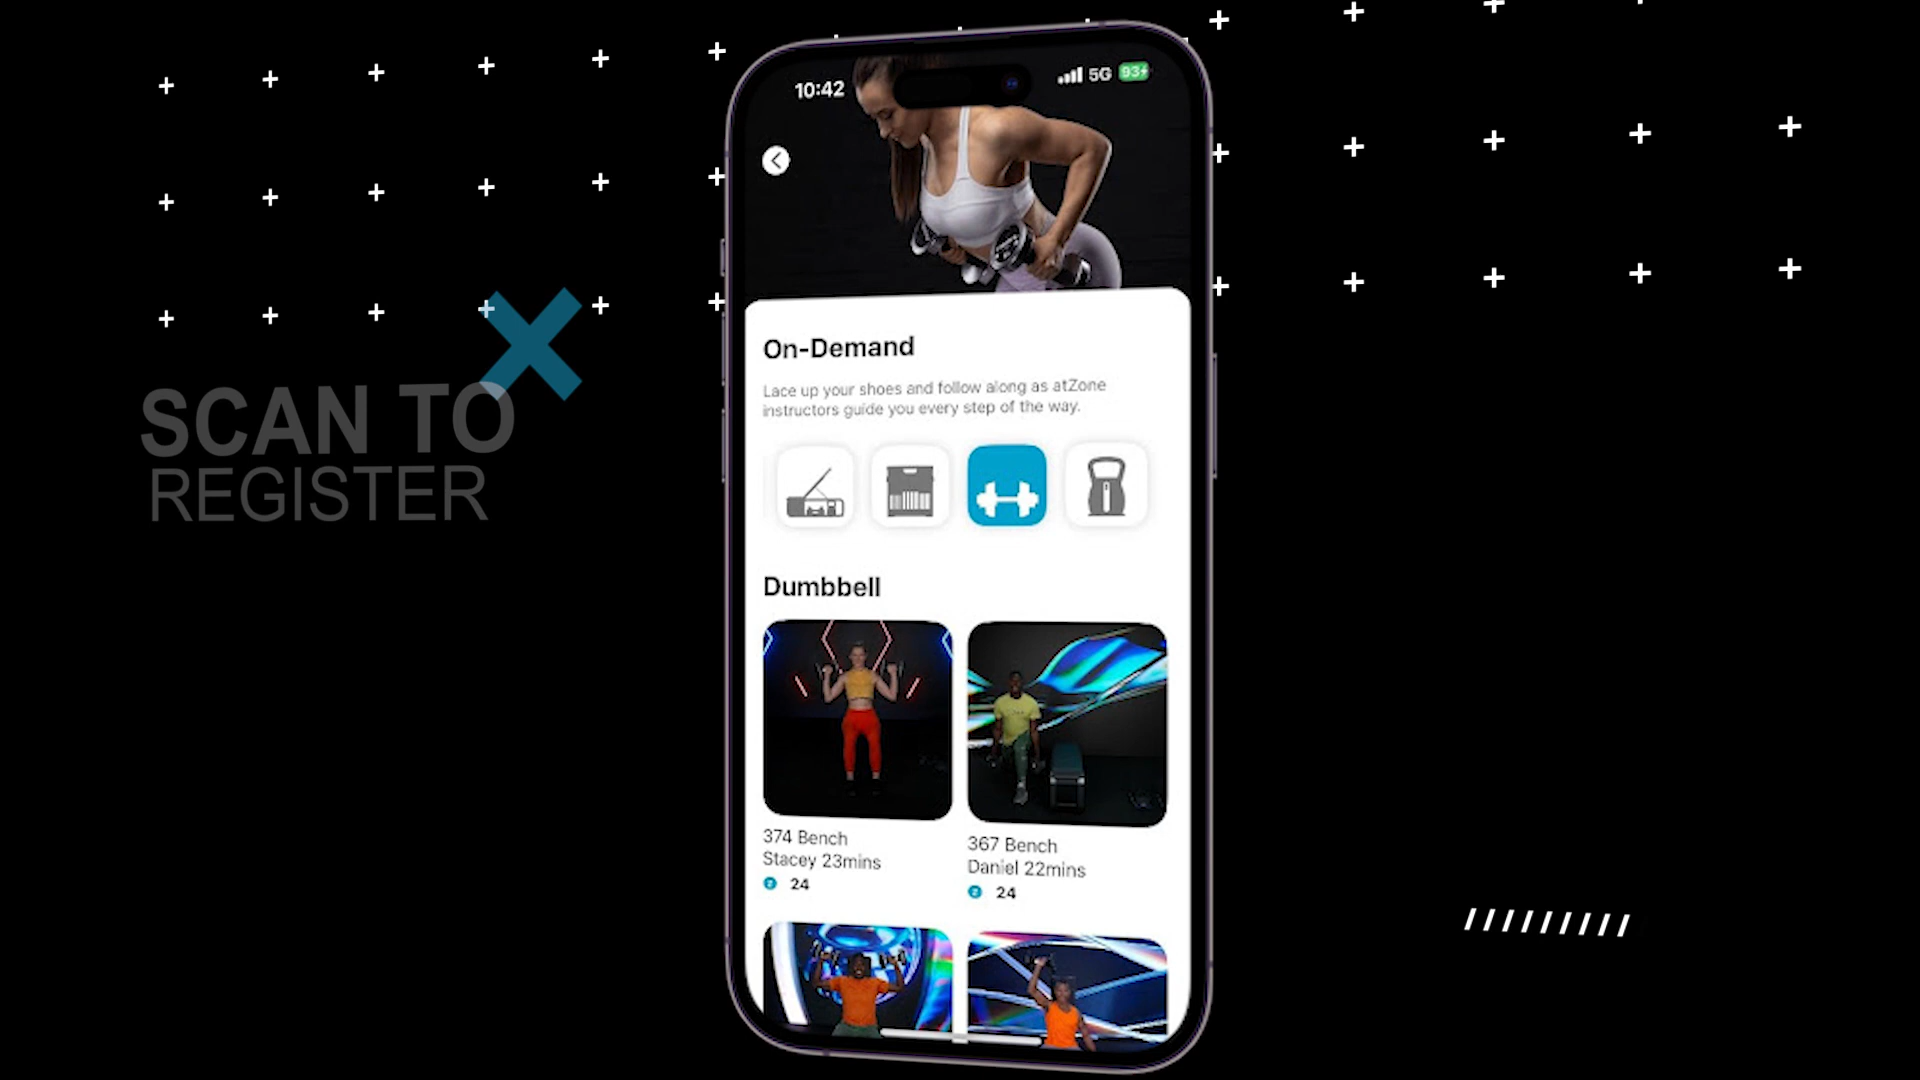 10:42
5G 93
SCAN TO
REGISTER
On-Demand
Lace up your shoes and follow along as atZone
instructors guide you every step of the way.
Dumbbell
374 Bench
Stacey 23mins
24
367 Bench
Daniel 22mins
24